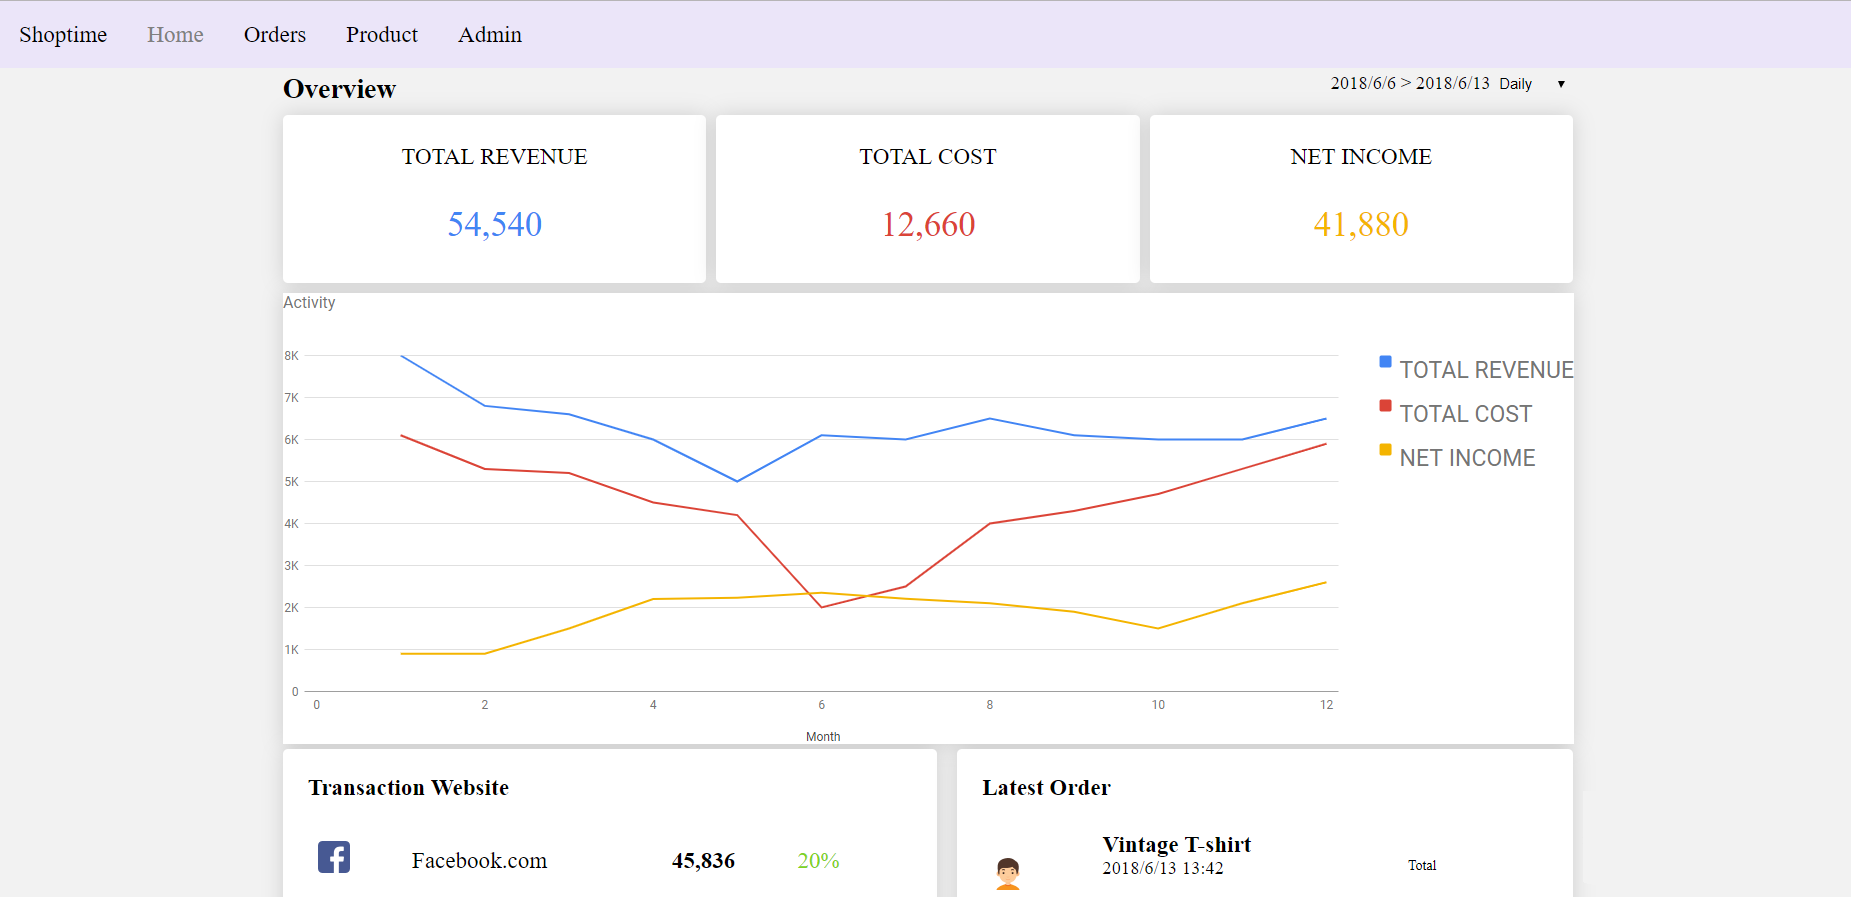 Shoptime Home Orders Product Admin
Overview
2018/6/6 > 2018/6/13 Daily
TOTAL REVENUE
54,540
TOTAL COST
12,660
NET INCOME
41,880
Activity
8K
7K
6K
5K
4K
3K
2K
1K
0
0 2 4 6 8 10 12
Month
TOTAL REVENUE
TOTAL COST
NET INCOME
Transaction Website
Facebook.com 45,836 20%
Latest Order
Vintage T-shirt
2018/6/13 13:42
Total